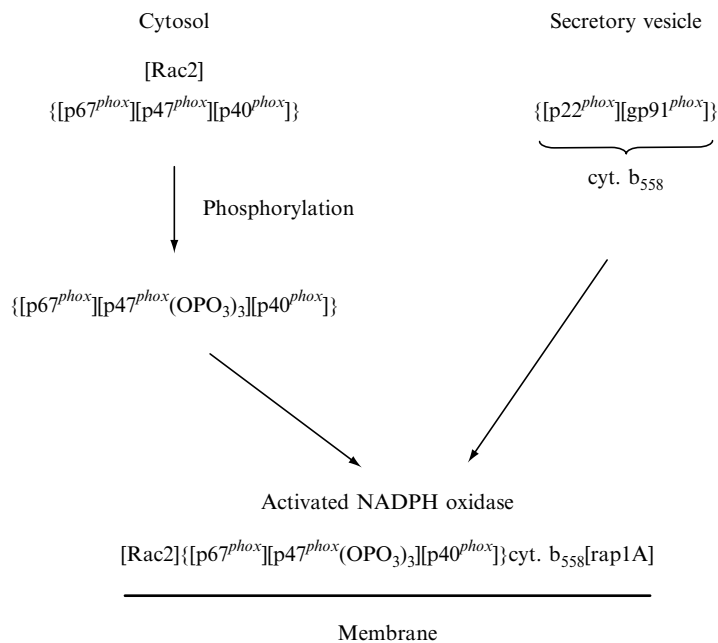 Cytosol
Secretory vesicle
[Rac2]
{[p67phox][p47phox][p40phox]}
{[p22phox][gp91phox]}
cyt. b558
Phosphorylation
{[p67phox][p47phox(OPO3)3][p40phox]}
Activated NADPH oxidase
[Rac2]{[p67phox][p47phox(OPO3)3][p40phox]}cyt. b558[rap1A]
Membrane